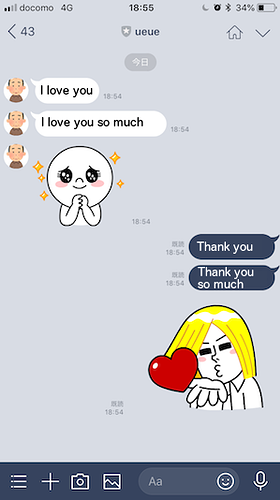 docomo 4G 18:55 34%
43 ueue
今日
I love you
18:54
I love you so much
18:54
18:54
既読
18:54
Thank you
既読
18:54
Thank you
so much
既読
18:54
Aa